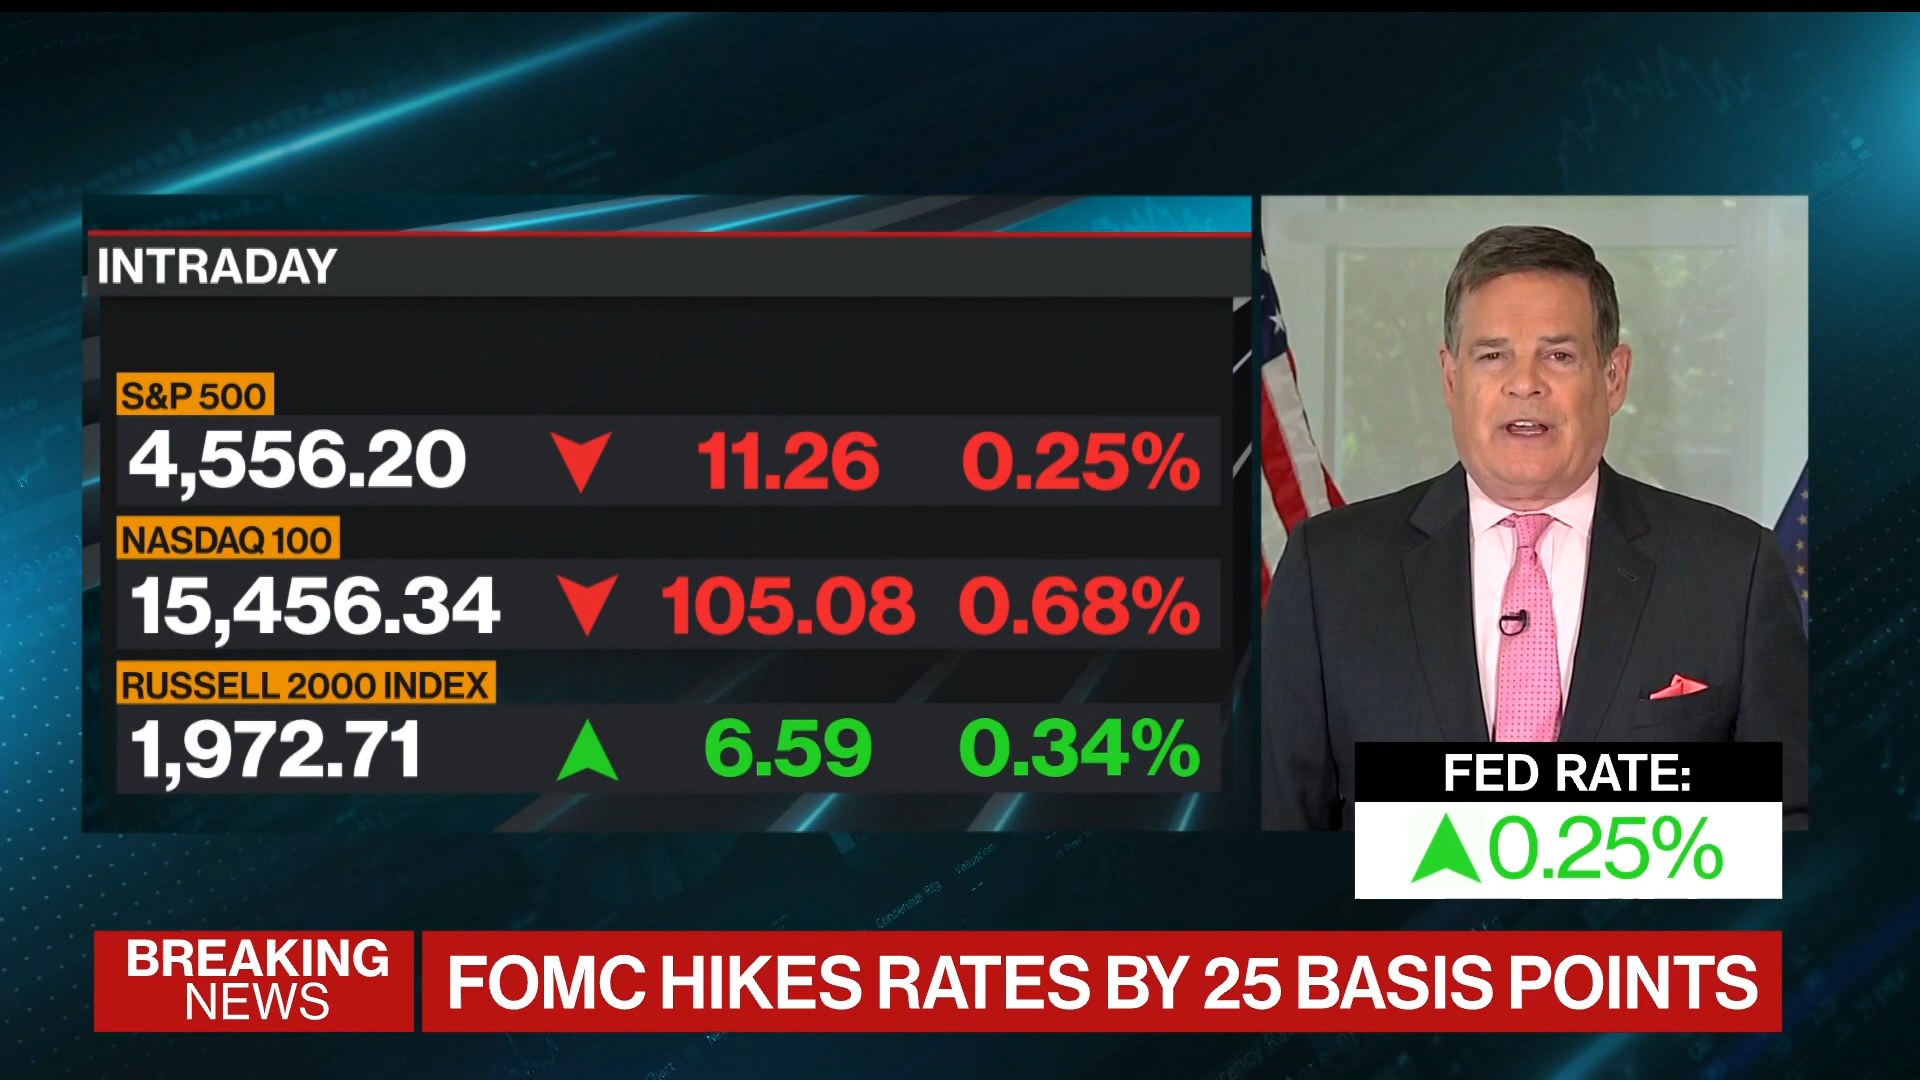 INTRADAY
S&P 500
4,556.20 ▼ 11.26 0.25%
NASDAQ 100
15,456.34 ▼ 105.08 0.68%
RUSSELL 2000 INDEX
1,972.71 ▲ 6.59 0.34%
FED RATE:
▲0.25%
BREAKING
NEWS
FOMC HIKES RATES BY 25 BASIS POINTS
Valuation